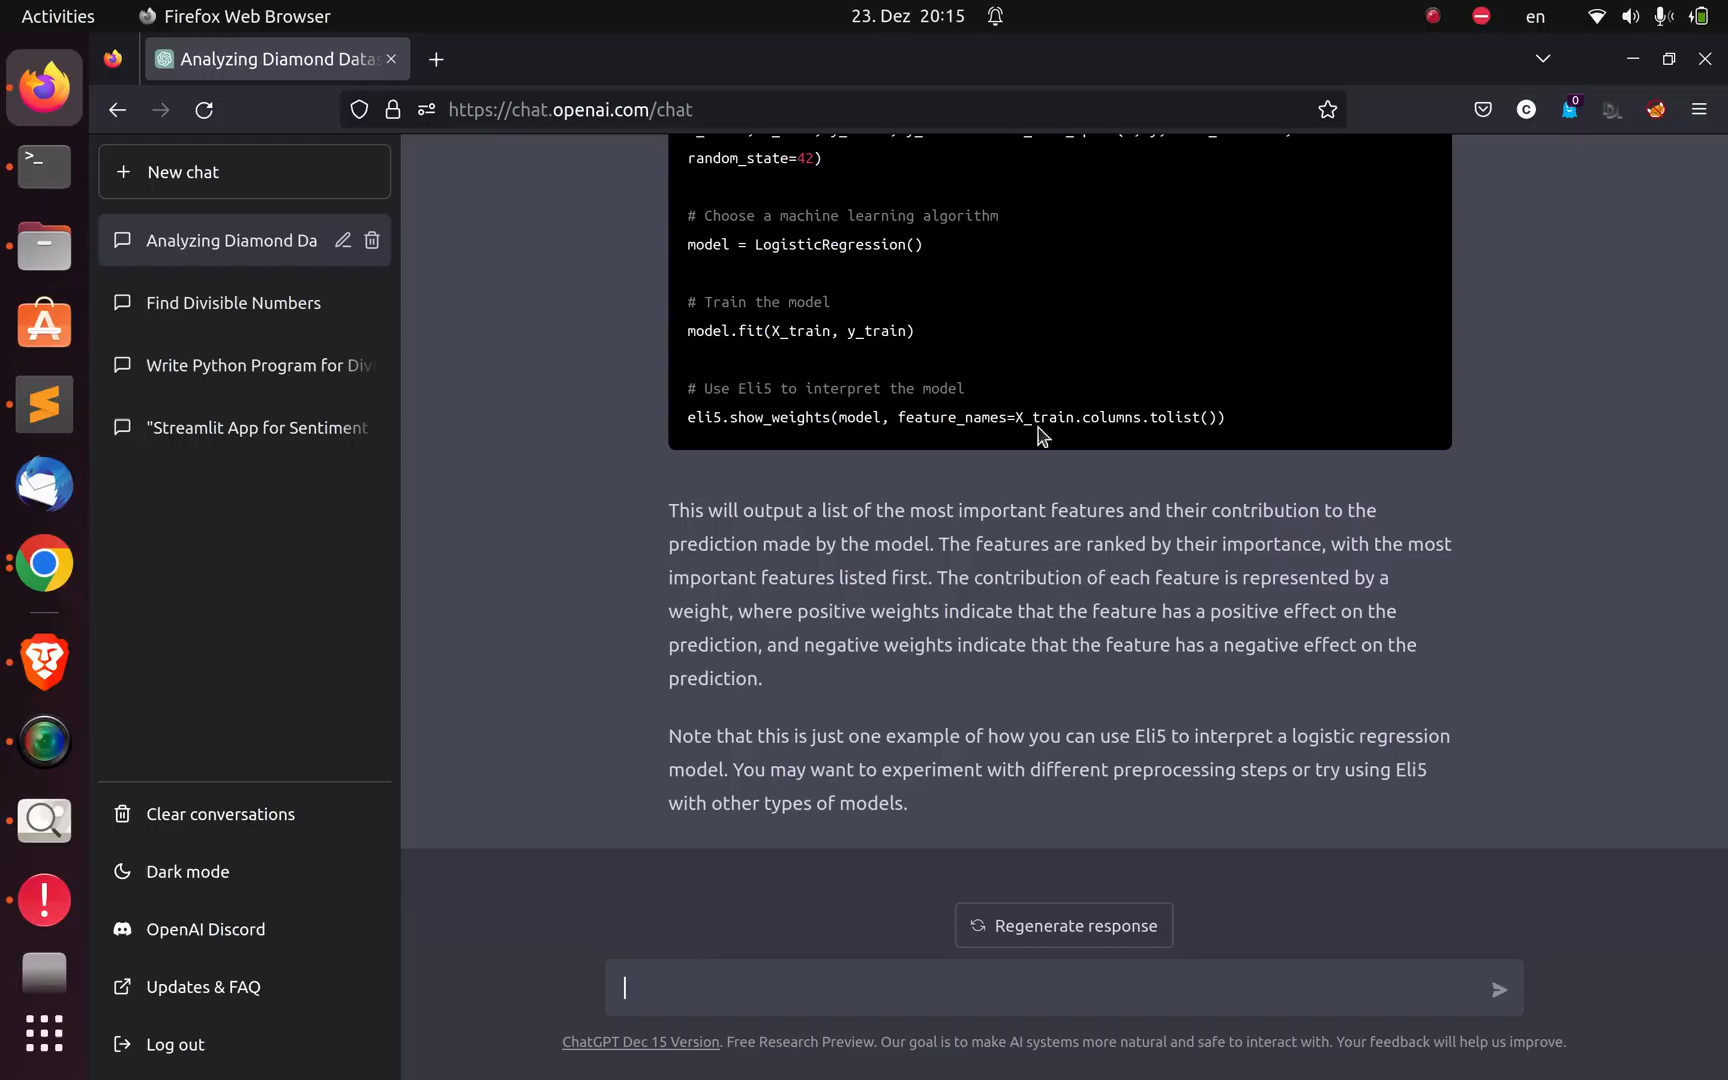 Activities
Firefox Web Browser
23. Dez 20:15
en
Analyzing Diamond Datas
https://chat.openai.com/chat
0
New chat
Analyzing Diamond Da
Find Divisible Numbers
Write Python Program for Div
"Streamlit App for Sentiment
Clear conversations
Dark mode
OpenAI Discord
Updates & FAQ
Log out
random_state=42)
# Choose a machine learning algorithm
model = LogisticRegression()
# Train the model
model.fit(X_train, y_train)
# Use Eli5 to interpret the model
eli5.show_weights(model, feature_names=X_train.columns.tolist())
This will output a list of the most important features and their contribution to the
prediction made by the model. The features are ranked by their importance, with the most
important features listed first. The contribution of each feature is represented by a
weight, where positive weights indicate that the feature has a positive effect on the
prediction, and negative weights indicate that the feature has a negative effect on the
prediction.
Note that this is just one example of how you can use Eli5 to interpret a logistic regression
model. You may want to experiment with different preprocessing steps or try using Eli5
with other types of models.
Regenerate response
ChatGPT Dec 15 Version. Free Research Preview. Our goal is to make AI systems more natural and safe to interact with. Your feedback will help us improve.